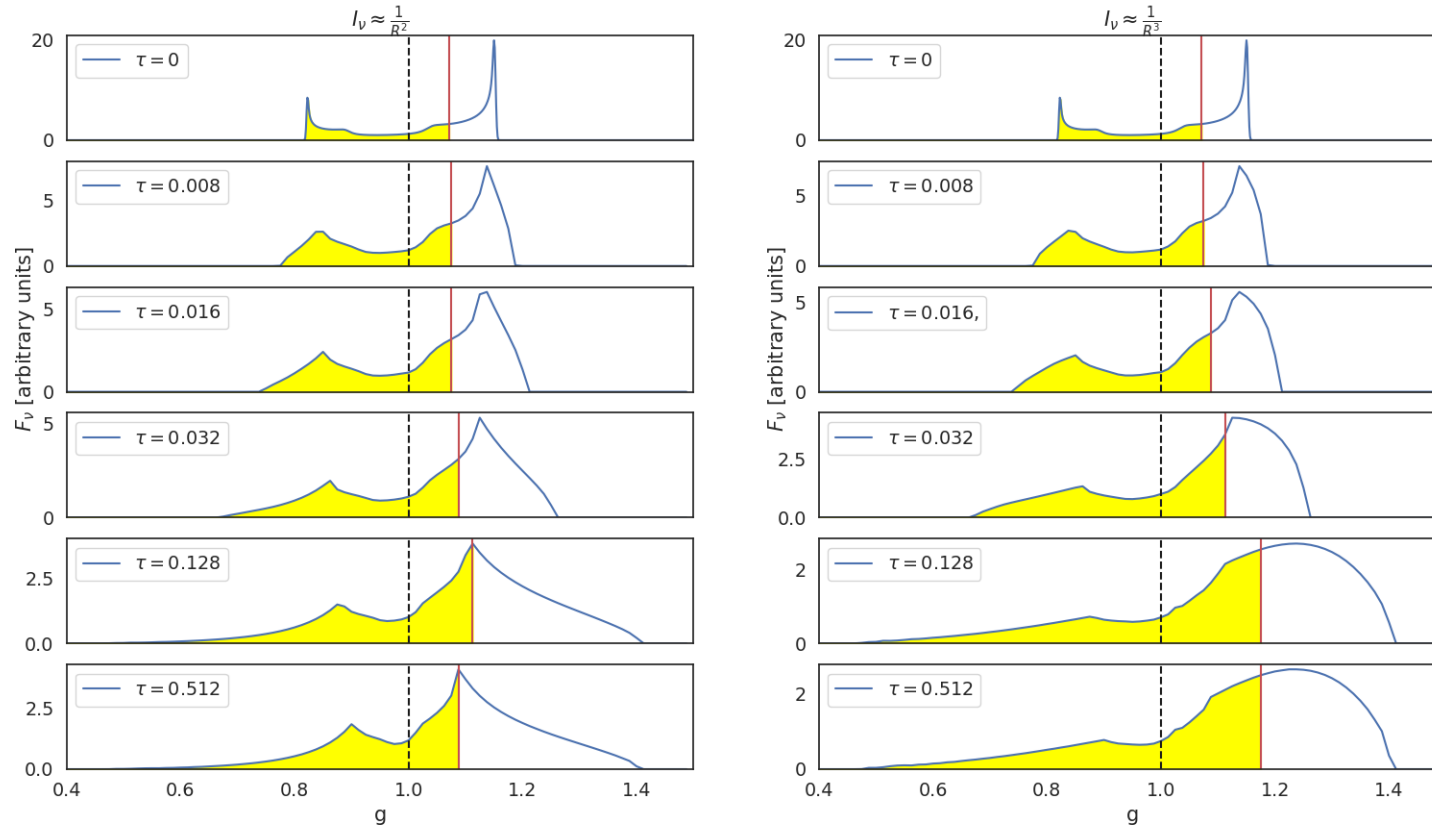 I_ν ≈ 1/R²
I_ν ≈ 1/R³
20
0
τ = 0
20
0
τ = 0
5
0
τ = 0.008
5
0
τ = 0.008
5
0
τ = 0.016
5
0
τ = 0.016,
5
0
τ = 0.032
2.5
0.0
τ = 0.032
2.5
0.0
τ = 0.128
2
0
τ = 0.128
2.5
0.0
τ = 0.512
2
0
τ = 0.512
F_ν [arbitrary units]
F_ν [arbitrary units]
0.4 0.6 0.8 1.0 1.2 1.4
0.4 0.6 0.8 1.0 1.2 1.4
g
g